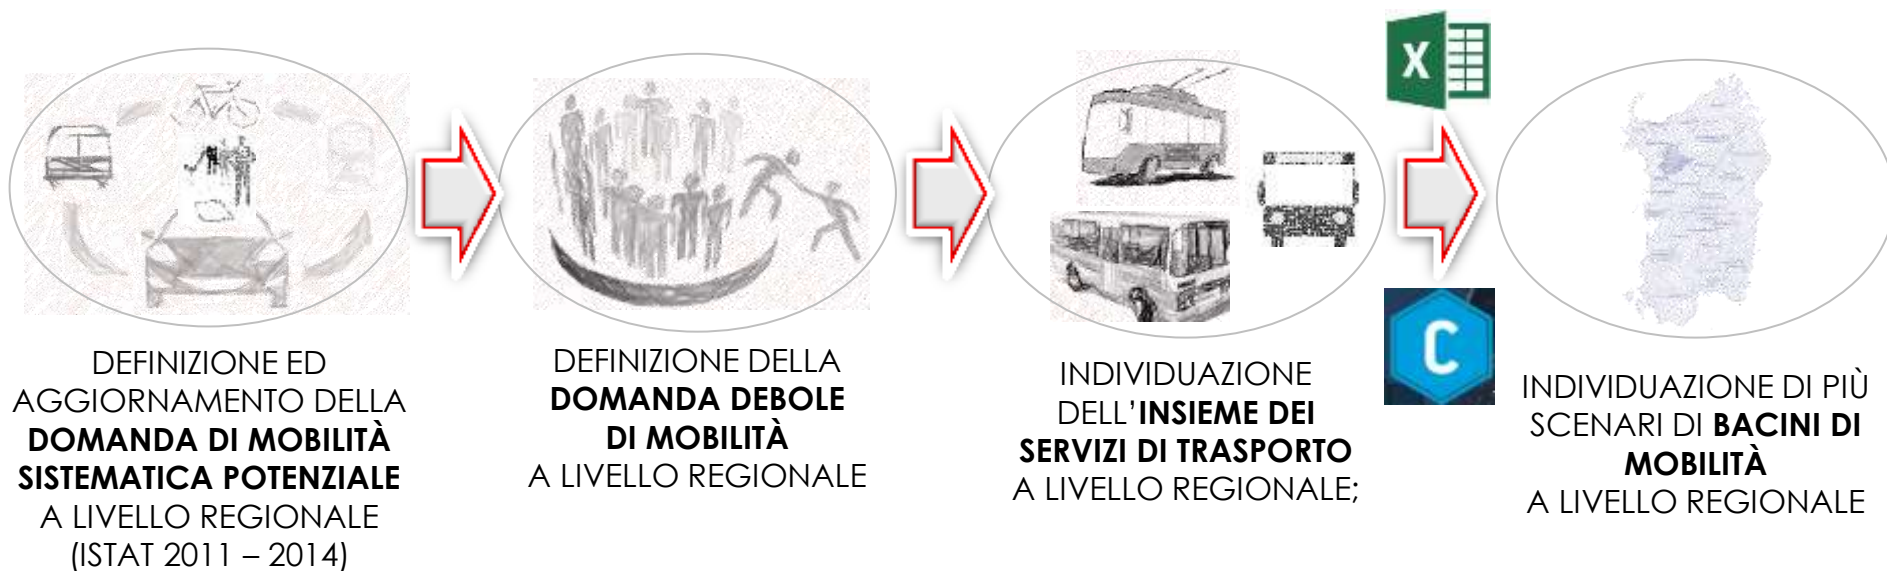 DEFINIZIONE ED
AGGIORNAMENTO DELLA
DOMANDA DI MOBILITÀ
SISTEMATICA POTENZIALE
A LIVELLO REGIONALE
(ISTAT 2011 – 2014)
DEFINIZIONE DELLA
DOMANDA DEBOLE
DI MOBILITÀ
A LIVELLO REGIONALE
INDIVIDUAZIONE
DELL’INSIEME DEI
SERVIZI DI TRASPORTO
A LIVELLO REGIONALE;
X
C
INDIVIDUAZIONE DI PIÙ
SCENARI DI BACINI DI
MOBILITÀ
A LIVELLO REGIONALE